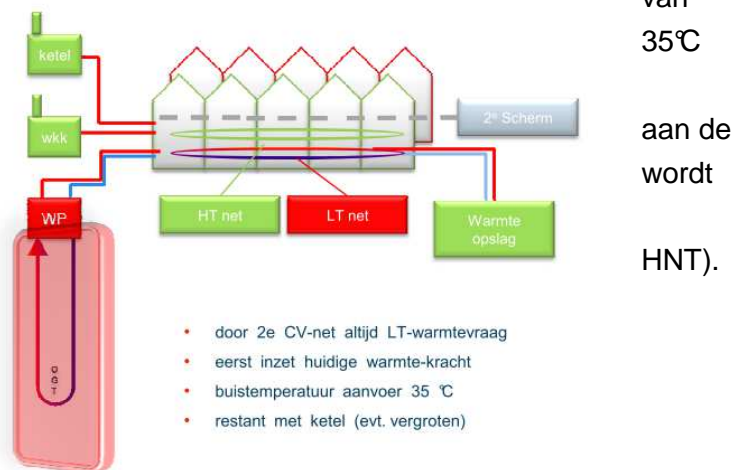 van
35℃
aan de
wordt
HNT).
ketel
wkk
2e Scherm
WP
HT net
LT net
Warmte
opslag
OGT
• door 2e CV-net altijd LT-warmtevraag
• eerst inzet huidige warmte-kracht
• buistemperatuur aanvoer 35 ℃
• restant met ketel (evt. vergroten)